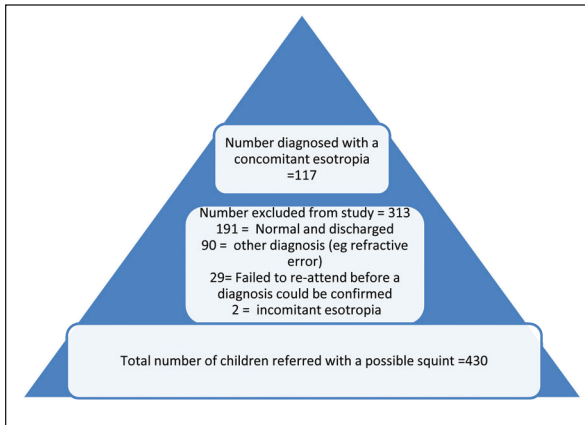 Number diagnosed with a
concomitant esotropia
=117
Number excluded from study = 313
191 = Normal and discharged
90 = other diagnosis (eg refractive
error)
29= Failed to re-attend before a
diagnosis could be confirmed
2 = incomitant esotropia
Total number of children referred with a possible squint =430